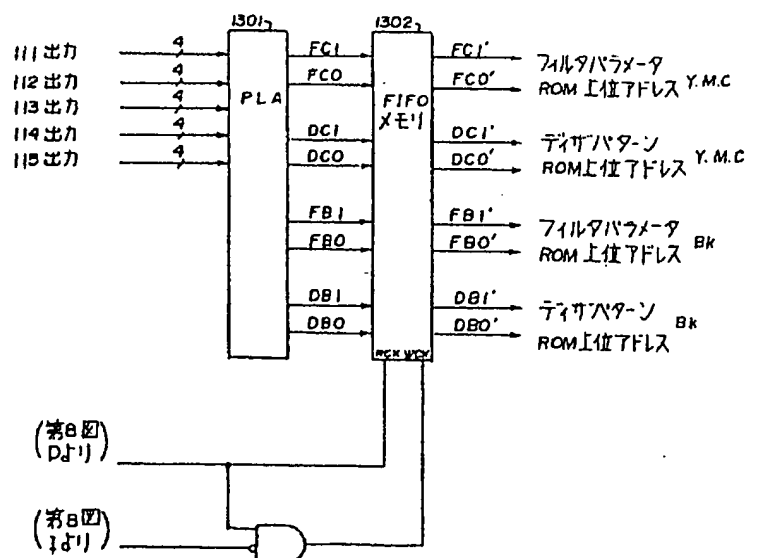 1301
1302
111出力
4
FC1
FC1'
フィルタパラメータ
112出力
4
FC0
FC0'
ROM上位アドレス Y.M.C
113出力
4
PLA
FIFO
メモリ
114出力
4
DC1
DC1'
ディザパターン
115出力
4
DC0
DC0'
ROM上位アドレス Y.M.C
FB1
FB1'
フィルタパラメータ
FB0
FB0'
ROM上位アドレス Bk
DB1
DB1'
ディザパターン
DB0
DB0'
ROM上位アドレス Bk
RCK WCK
(第8図
Dより)
(第8図
より)